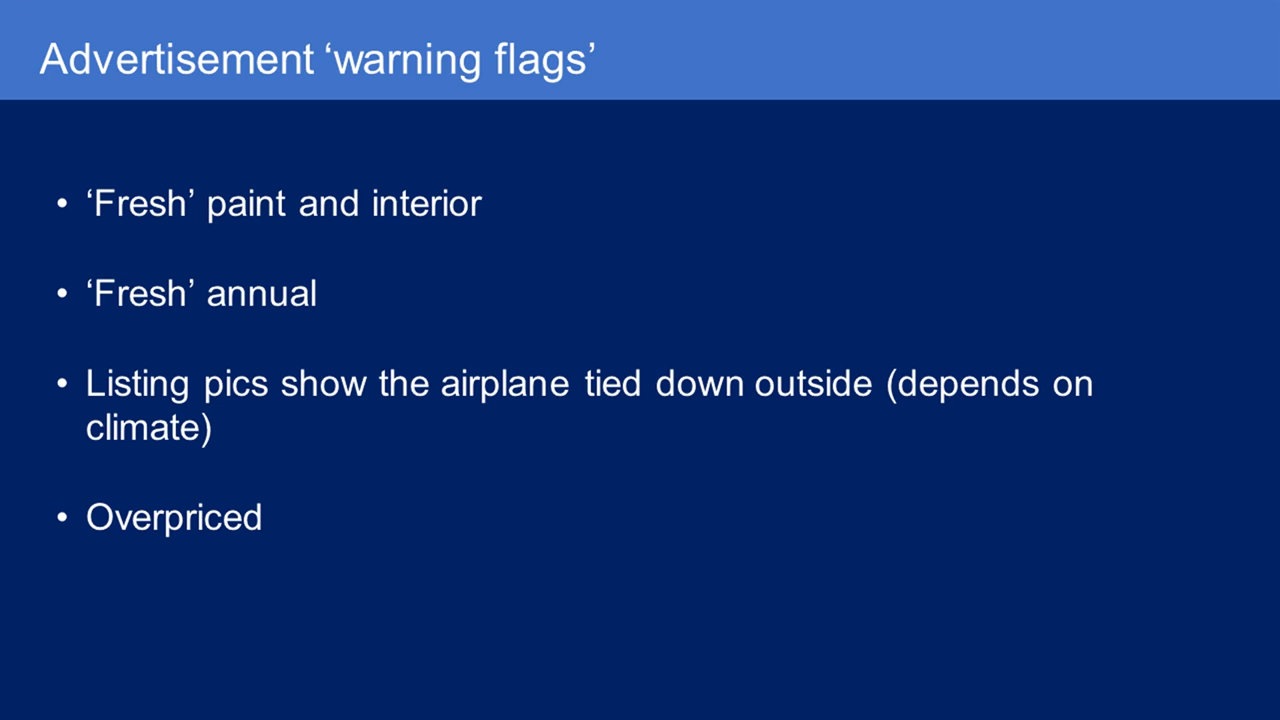 Advertisement ‘warning flags’
• ‘Fresh’ paint and interior
• ‘Fresh’ annual
• Listing pics show the airplane tied down outside (depends on
climate)
• Overpriced